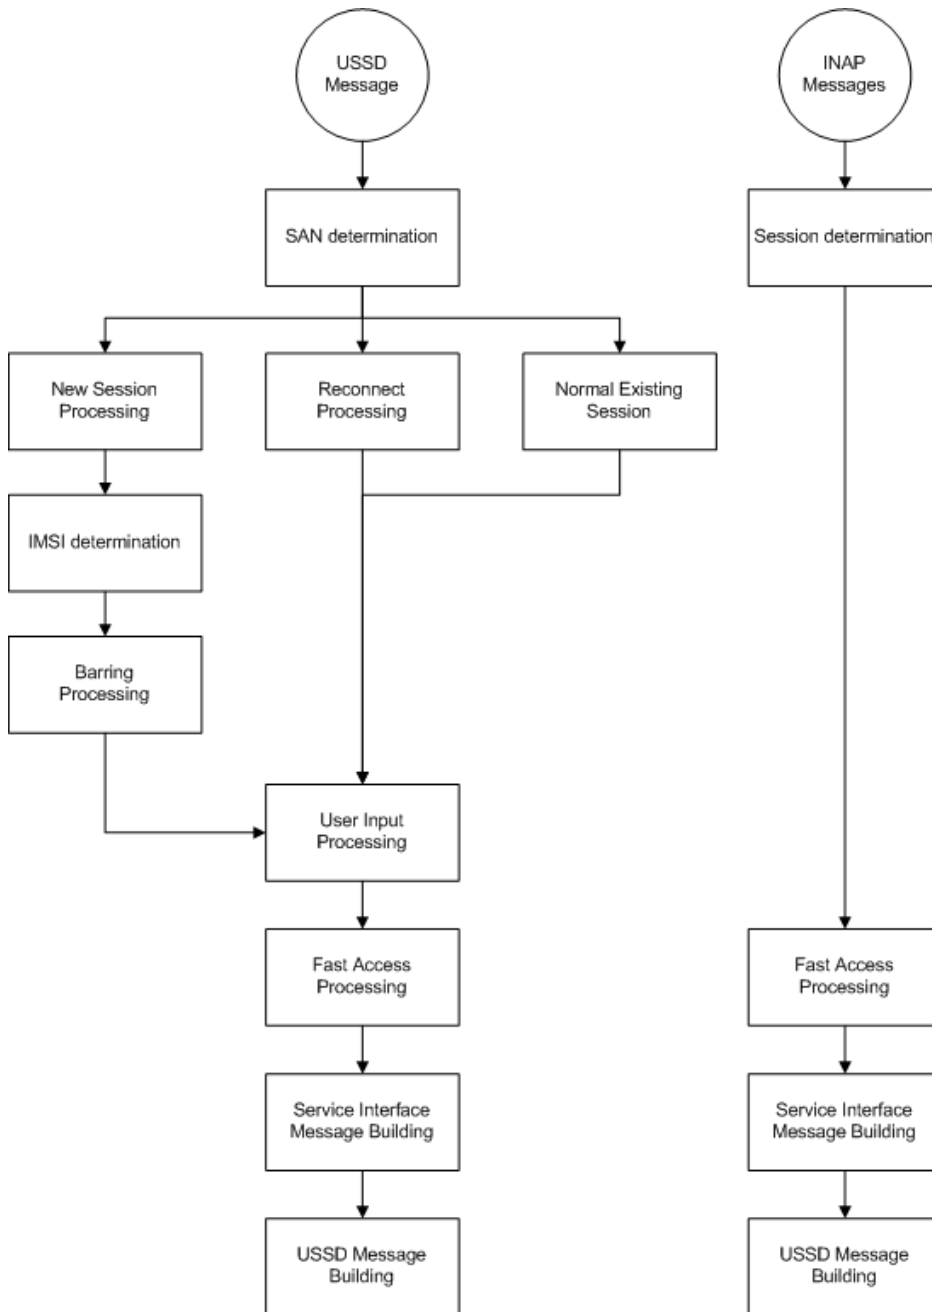 USSD
Message
INAP
Messages
SAN determination
Session determination
New Session
Processing
Reconnect
Processing
Normal Existing
Session
IMSI determination
Barring
Processing
User Input
Processing
Fast Access
Processing
Fast Access
Processing
Service Interface
Message Building
Service Interface
Message Building
USSD Message
Building
USSD Message
Building